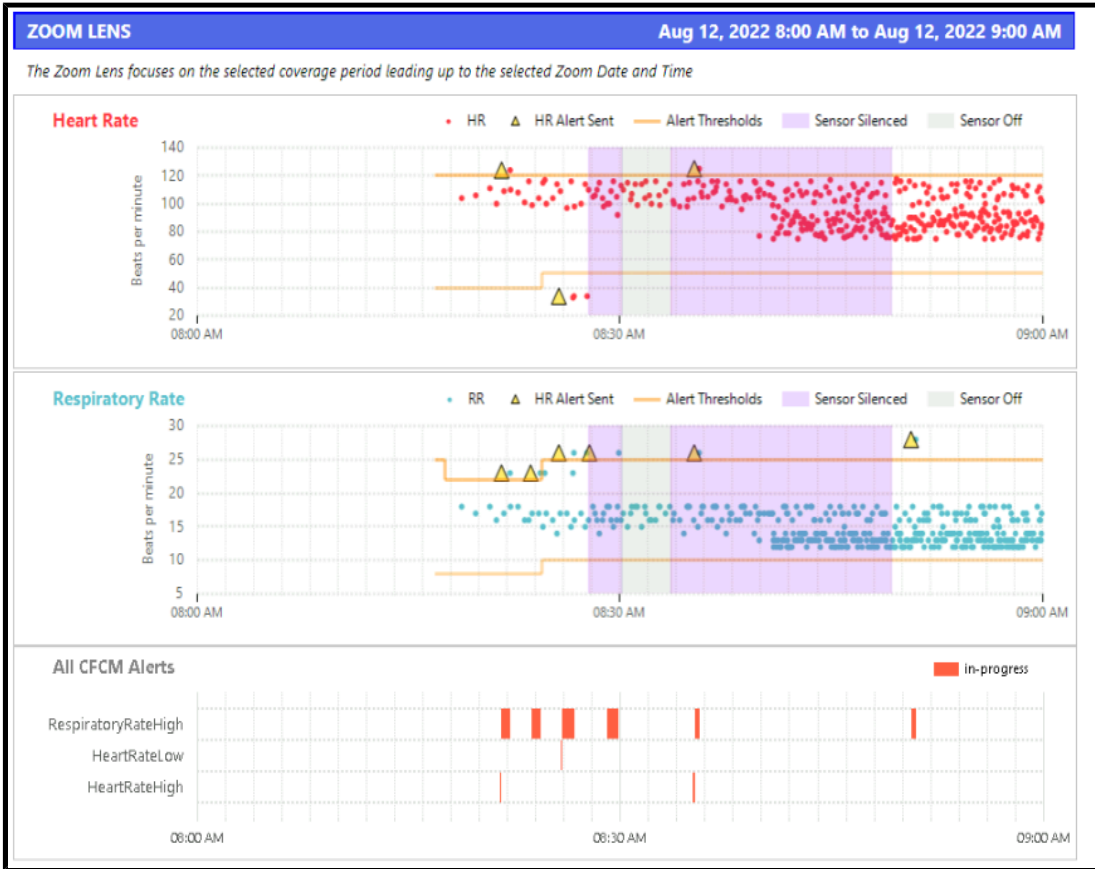 ZOOM LENS Aug 12, 2022 8:00 AM to Aug 12, 2022 9:00 AM
The Zoom Lens focuses on the selected coverage period leading up to the selected Zoom Date and Time
Heart Rate HR HR Alert Sent Alert Thresholds Sensor Silenced Sensor Off
Beats per minute
140
120
100
80
60
40
20
08:00 AM 08:30 AM 09:00 AM
Respiratory Rate RR HR Alert Sent Alert Thresholds Sensor Silenced Sensor Off
Beats per minute
30
25
20
15
10
5
08:00 AM 08:30 AM 09:00 AM
All CFCM Alerts in-progress
RespiratoryRateHigh
HeartRateLow
HeartRateHigh
08:00 AM 08:30 AM 09:00 AM